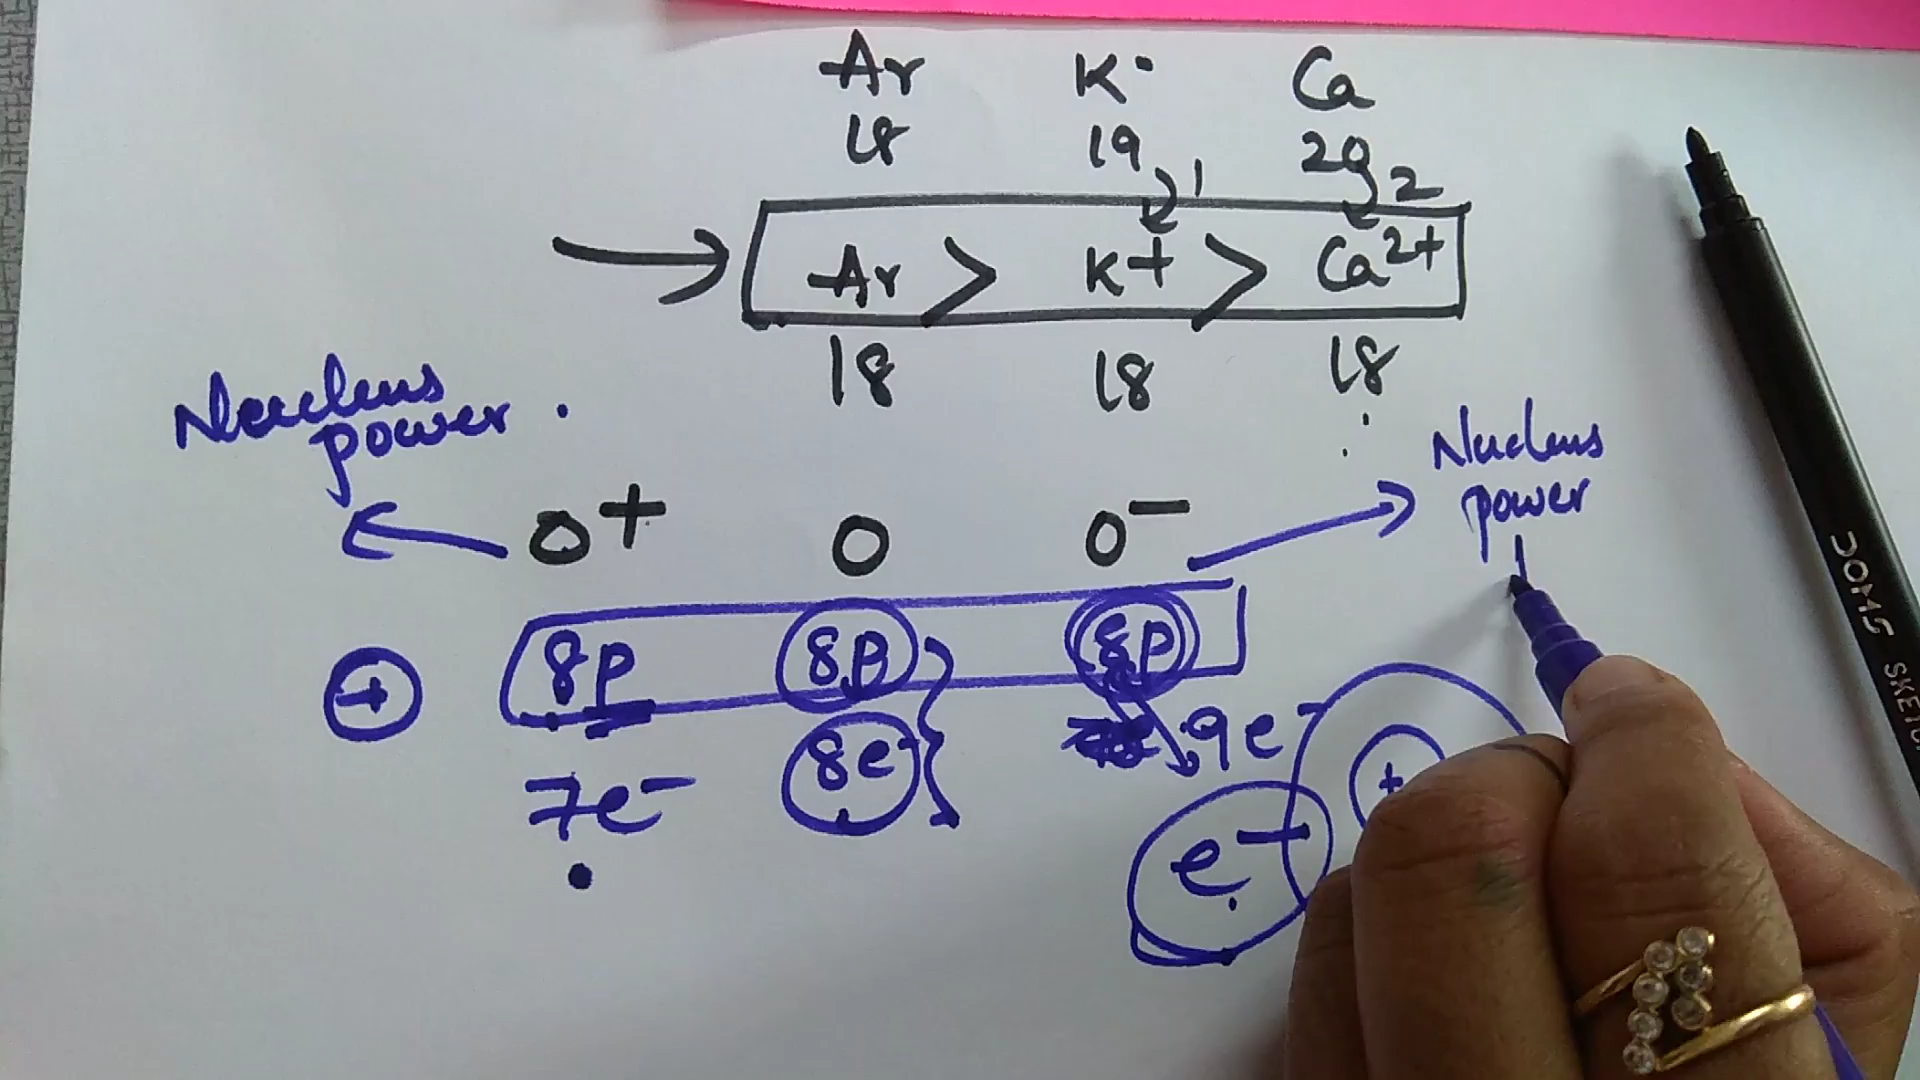 Ar K· Ca
18 19 20
1 2
Ar > K+ > Ca2+
18 18 18
Nucleus
power .
Nucleus
power
O+ O O−
+ 8p 8p 8p
7e− 8e− 9e−
e− +
DOMS SKETC